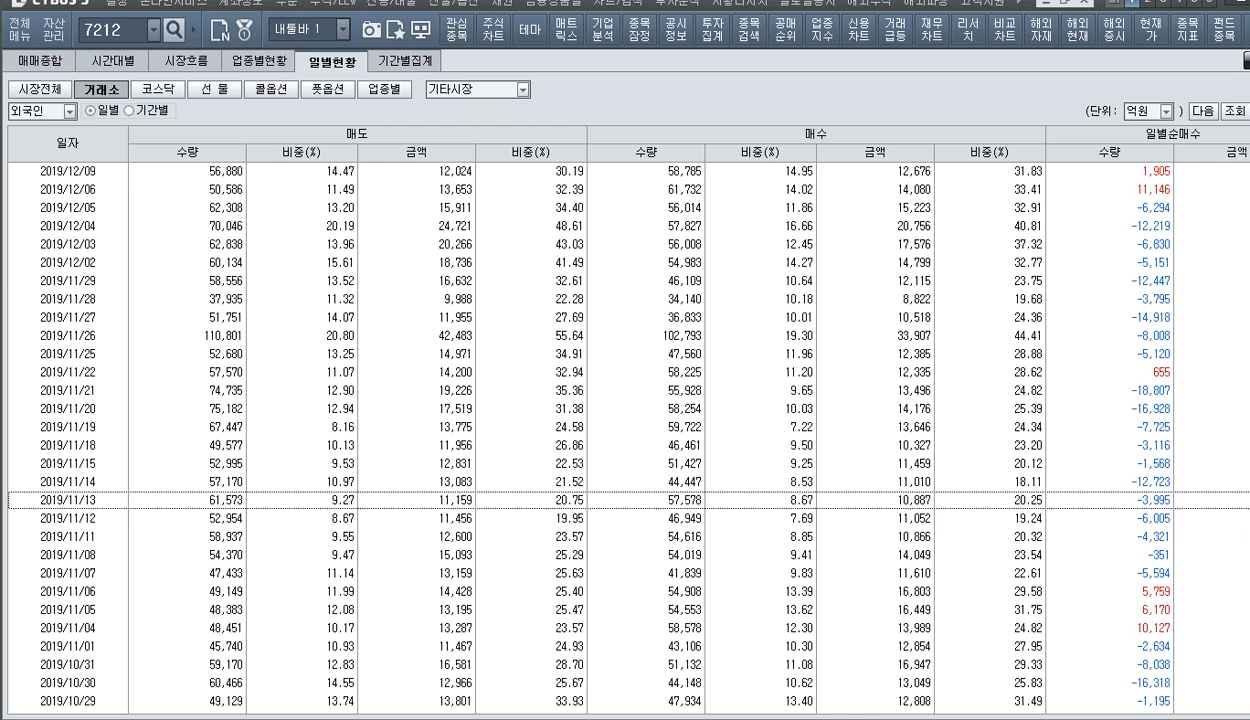 CYBOS 5
7212
내툴바 1
전체 메뉴 자산 관리 관심 종목 주식 차트 테마 매트 릭스 기업 분석 종목 잠정 공시 정보 투자 집계 종목 검색 공매 순위 업종 지수 신용 차트 거래 급등 재무 차트 리서 치 비교 차트 해외 자재 해외 현재 해외 증시 현재 가 종목 지표 펀드 종목
매매종합 시간대별 시장흐름 업종별현황 일별현황 기간별집계
시장전체 거래소 코스닥 선 물 콜옵션 풋옵션 업종별 기타시장
외국인 일별 기간별 (단위: 억원 ) 다음 조회
일자 매도 매수 일별순매수
수량 비중(%) 금액 비중(%) 수량 비중(%) 금액 비중(%) 수량 금액
2019/12/09 56,880 14.47 12,024 30.19 58,785 14.95 12,676 31.83 1,905
2019/12/06 50,586 11.49 13,653 32.39 61,732 14.02 14,080 33.41 11,146
2019/12/05 62,308 13.20 15,911 34.40 56,014 11.86 15,223 32.91 -6,294
2019/12/04 70,046 20.19 24,721 48.61 57,827 16.66 20,756 40.81 -12,219
2019/12/03 62,838 13.96 20,266 43.03 56,008 12.45 17,576 37.32 -6,830
2019/12/02 60,134 15.61 18,736 41.49 54,983 14.27 14,799 32.77 -5,151
2019/11/29 58,556 13.52 16,632 32.61 46,109 10.64 12,115 23.75 -12,447
2019/11/28 37,935 11.32 9,988 22.28 34,140 10.18 8,822 19.68 -3,795
2019/11/27 51,751 14.07 11,955 27.69 36,833 10.01 10,518 24.36 -14,918
2019/11/26 110,801 20.80 42,483 55.64 102,793 19.30 33,907 44.41 -8,008
2019/11/25 52,680 13.25 14,971 34.91 47,560 11.96 12,385 28.88 -5,120
2019/11/22 57,570 11.07 14,200 32.94 58,225 11.20 12,335 28.62 655
2019/11/21 74,735 12.90 19,226 35.36 55,928 9.65 13,496 24.82 -18,807
2019/11/20 75,182 12.94 17,519 31.38 58,254 10.03 14,176 25.39 -16,928
2019/11/19 67,447 8.16 13,775 24.58 59,722 7.22 13,646 24.34 -7,725
2019/11/18 49,577 10.13 11,956 26.86 46,461 9.50 10,327 23.20 -3,116
2019/11/15 52,995 9.53 12,831 22.53 51,427 9.25 11,459 20.12 -1,568
2019/11/14 57,170 10.97 13,083 21.52 44,447 8.53 11,010 18.11 -12,723
2019/11/13 61,573 9.27 11,159 20.75 57,578 8.67 10,887 20.25 -3,995
2019/11/12 52,954 8.67 11,456 19.95 46,949 7.69 11,052 19.24 -6,005
2019/11/11 58,937 9.55 12,600 23.57 54,616 8.85 10,866 20.32 -4,321
2019/11/08 54,370 9.47 15,093 25.29 54,019 9.41 14,049 23.54 -351
2019/11/07 47,433 11.14 13,159 25.63 41,839 9.83 11,610 22.61 -5,594
2019/11/06 49,149 11.99 14,428 25.40 54,908 13.39 16,803 29.58 5,759
2019/11/05 48,383 12.08 13,195 25.47 54,553 13.62 16,449 31.75 6,170
2019/11/04 48,451 10.17 13,287 23.57 58,578 12.30 13,989 24.82 10,127
2019/11/01 45,740 10.93 11,467 24.93 43,106 10.30 12,854 27.95 -2,634
2019/10/31 59,170 12.83 16,581 28.70 51,132 11.08 16,947 29.33 -8,038
2019/10/30 60,466 14.55 12,966 25.67 44,148 10.62 13,049 25.83 -16,318
2019/10/29 49,129 13.74 13,801 33.93 47,934 13.40 12,808 31.49 -1,195